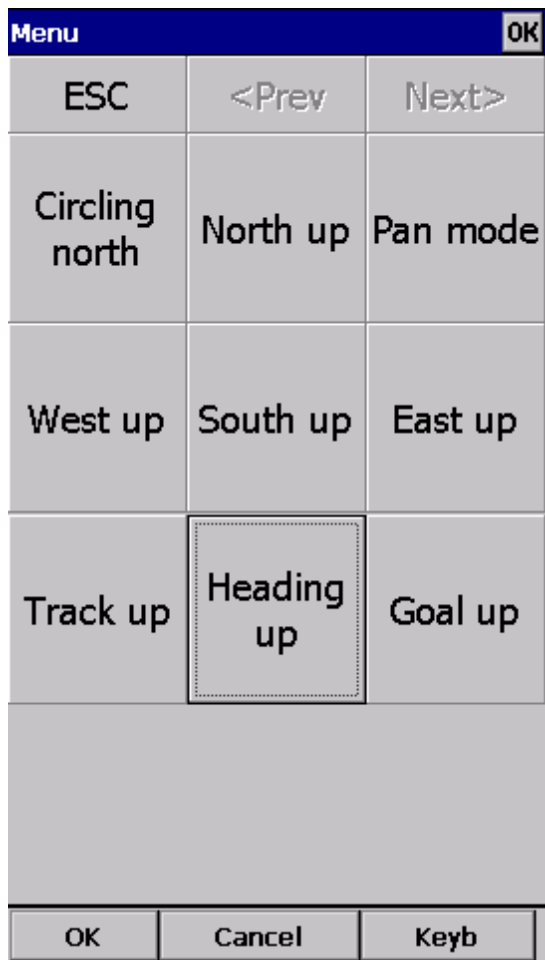 Menu OK
ESC <Prev Next>
Circling
north
North up
Pan mode
West up South up East up
Track up
Heading
up
Goal up
OK Cancel Keyb